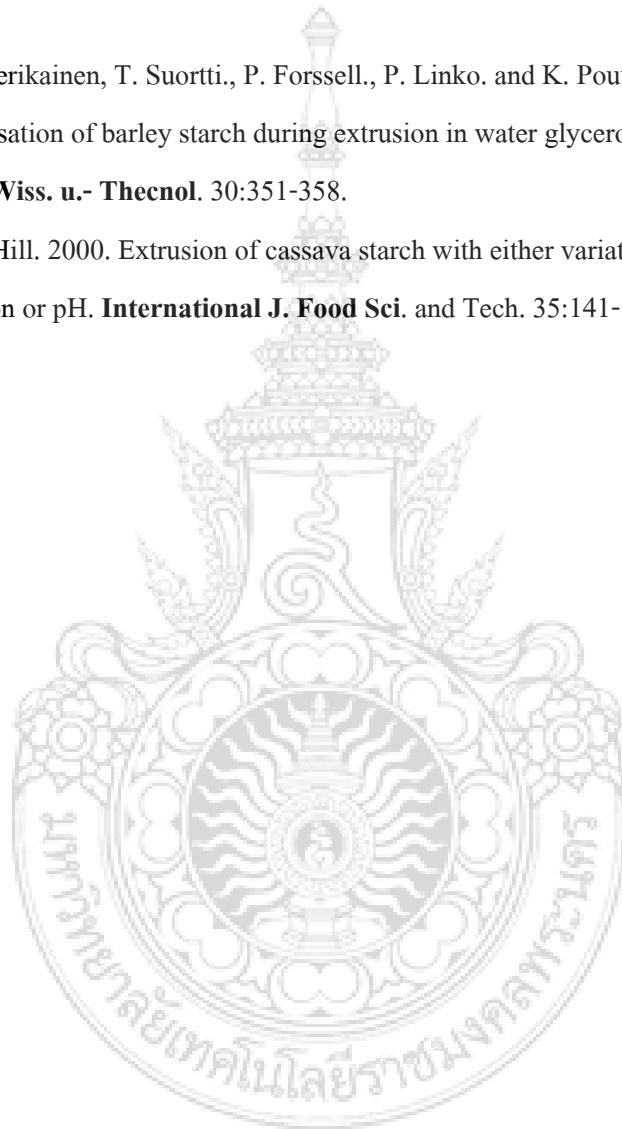 erikainen, T. Suortti., P. Forssell., P. Linko. and K. Pou
sation of barley starch during extrusion in water glycero
Wiss. u.- Thecnol. 30:351-358.
Hill. 2000. Extrusion of cassava starch with either variat
on or pH. International J. Food Sci. and Tech. 35:141-
มหาวิทยาลัยเทคโนโลยีราชมงคลพระนคร